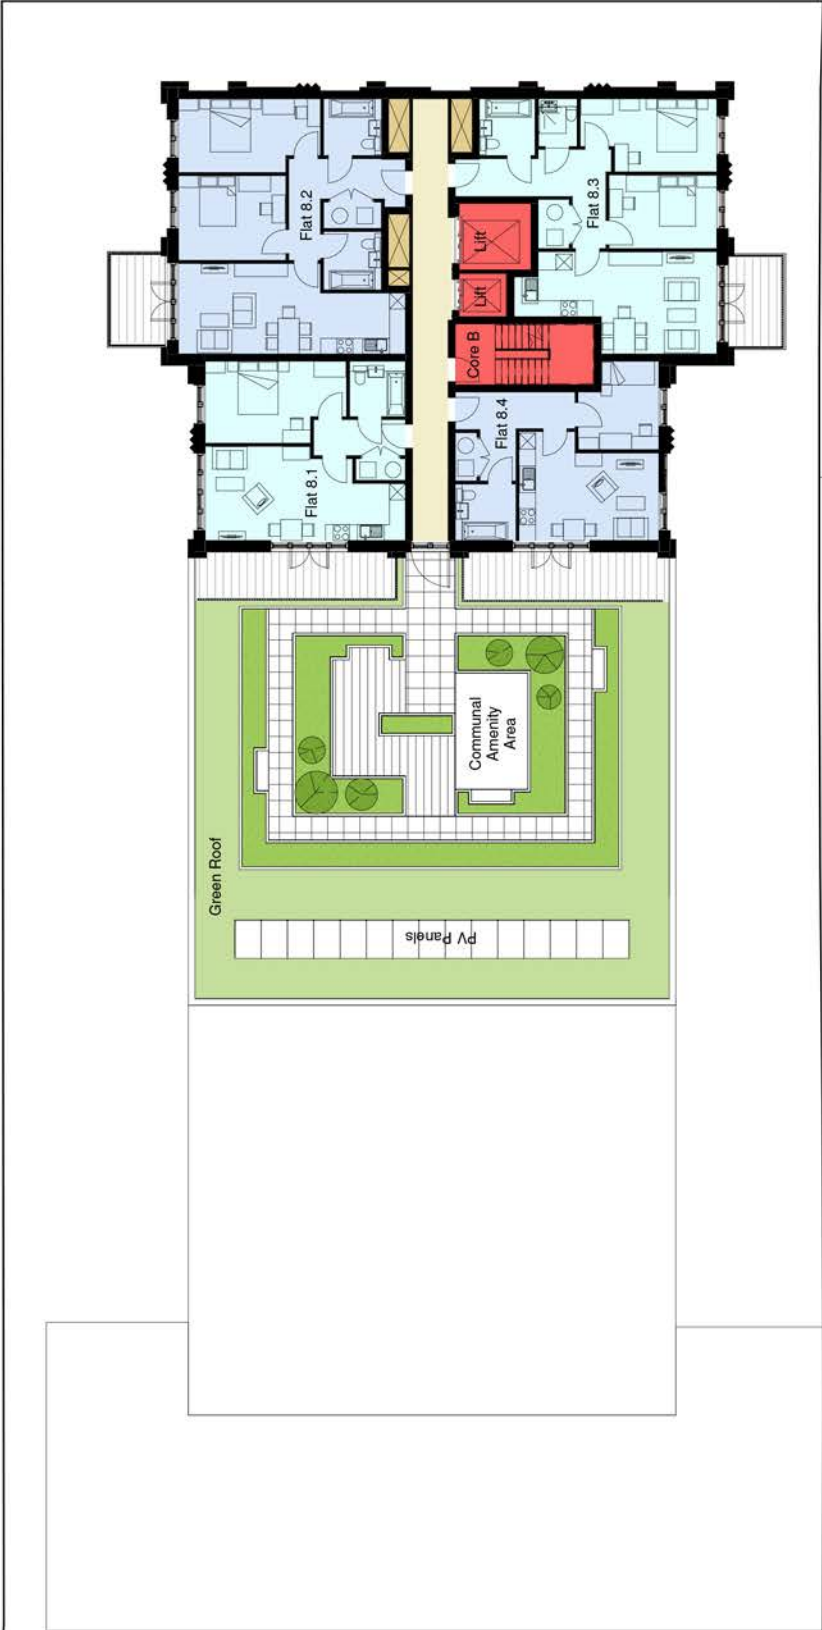 Flat 8.2
Flat 8.3
Lift
Lift
Core B
Flat 8.4
Flat 8.1
Communal
Amenity
Area
Green Roof
PV Panels